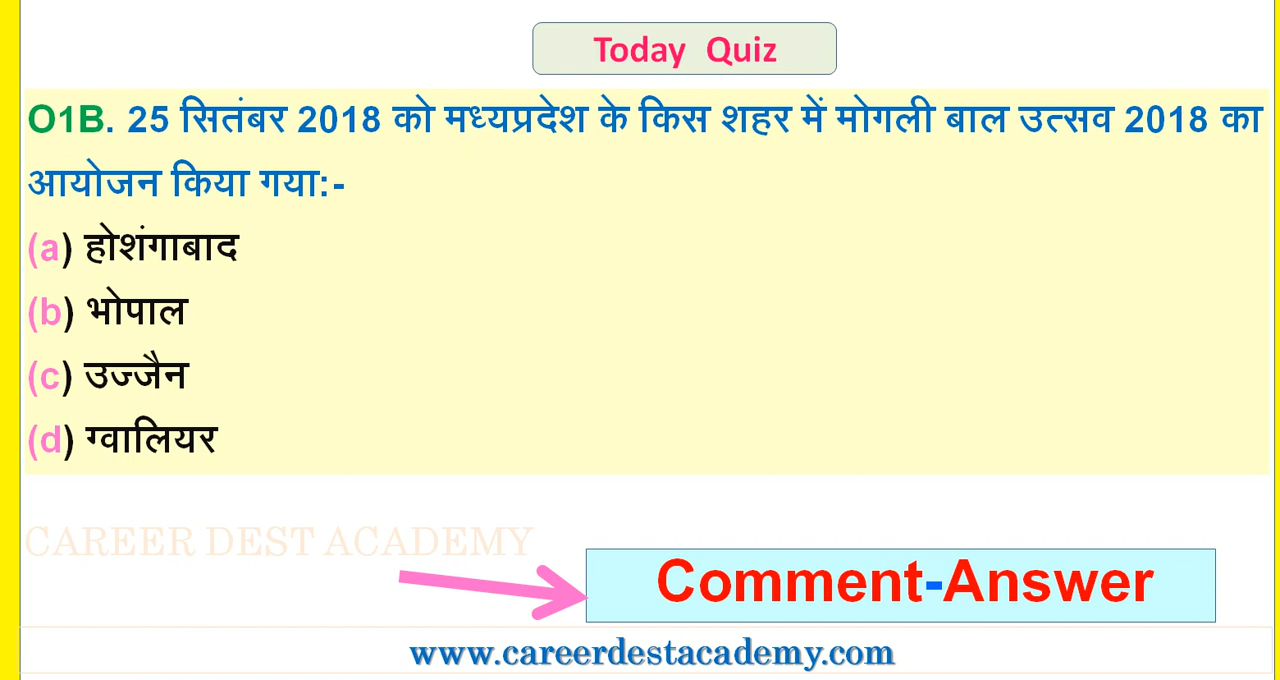 Today Quiz
O1B. 25 सितंबर 2018 को मध्यप्रदेश के किस शहर में मोगली बाल उत्सव 2018 का
आयोजन किया गया:-
(a) होशंगाबाद
(b) भोपाल
(c) उज्जैन
(d) ग्वालियर
CAREER DEST ACADEMY
Comment-Answer
www.careerdestacademy.com